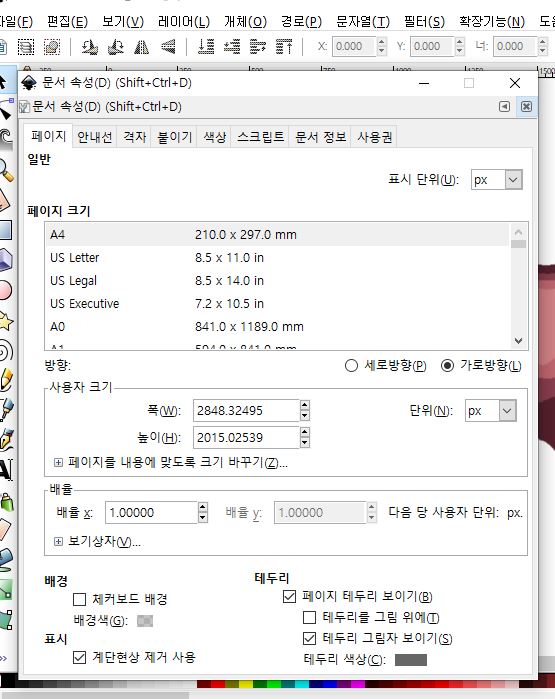 파일(F) 편집(E) 보기(V) 레이어(L) 개체(O) 경로(P) 문자열(T) 필터(S) 확장기능(N)
X: 0.000 Y: 0.000 너: 0.000
문서 속성(D) (Shift+Ctrl+D)
문서 속성(D) (Shift+Ctrl+D)
페이지 안내선 격자 붙이기 색상 스크립트 문서 정보 사용권
일반
표시 단위(U): px
페이지 크기
A4 210.0 x 297.0 mm
US Letter 8.5 x 11.0 in
US Legal 8.5 x 14.0 in
US Executive 7.2 x 10.5 in
A0 841.0 x 1189.0 mm
A1 594.0 x 841.0 mm
방향: 세로방향(P) 가로방향(L)
사용자 크기
폭(W): 2848.32495 단위(N): px
높이(H): 2015.02539
페이지를 내용에 맞도록 크기 바꾸기(Z)...
배율
배율 x: 1.00000 배율 y: 1.00000 다음 당 사용자 단위: px.
보기상자(V)...
배경
체커보드 배경
배경색(G):
표시
계단현상 제거 사용
테두리
페이지 테두리 보이기(B)
테두리를 그림 위에(T)
테두리 그림자 보이기(S)
테두리 색상(C):